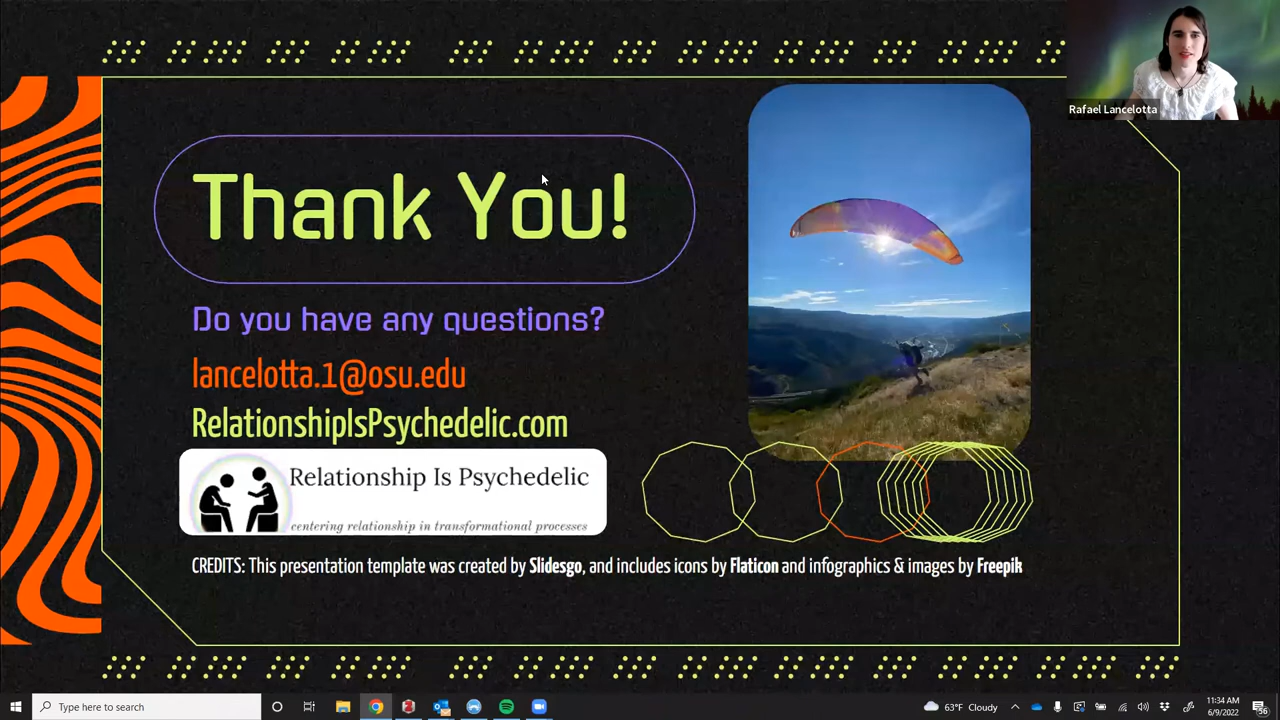 Rafael Lancelotta
Thank You!
Do you have any questions?
lancelotta.1@osu.edu
RelationshipIsPsychedelic.com
Relationship Is Psychedelic
centering relationship in transformational processes
CREDITS: This presentation template was created by Slidesgo, and includes icons by Flaticon and infographics & images by Freepik
Type here to search
63°F Cloudy
11:34 AM
6/9/2022
56